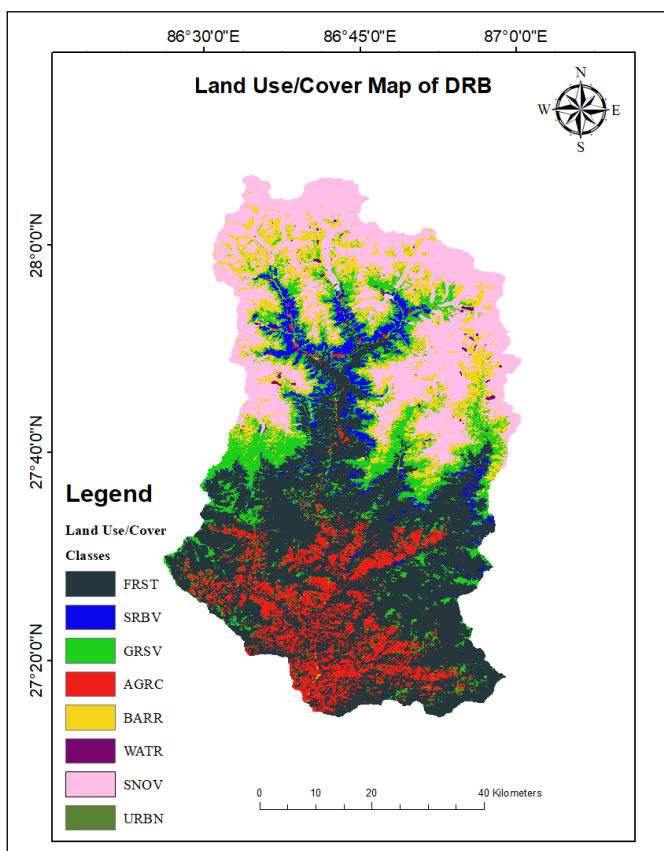 86°30'0"E 86°45'0"E 87°0'0"E
Land Use/Cover Map of DRB
N
W E
S
28°0'0"N
27°40'0"N
27°20'0"N
Legend
Land Use/Cover
Classes
FRST
SRBV
GRSV
AGRC
BARR
WATR
SNOV
URBN
0 10 20 40 Kilometers